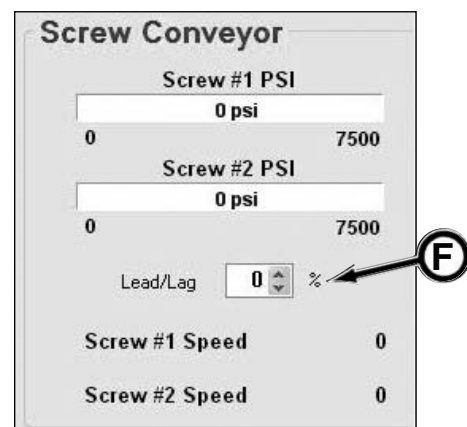 Screw Conveyor
Screw #1 PSI
0 psi
0 7500
Screw #2 PSI
0 psi
0 7500
Lead/Lag 0 %
F
Screw #1 Speed 0
Screw #2 Speed 0